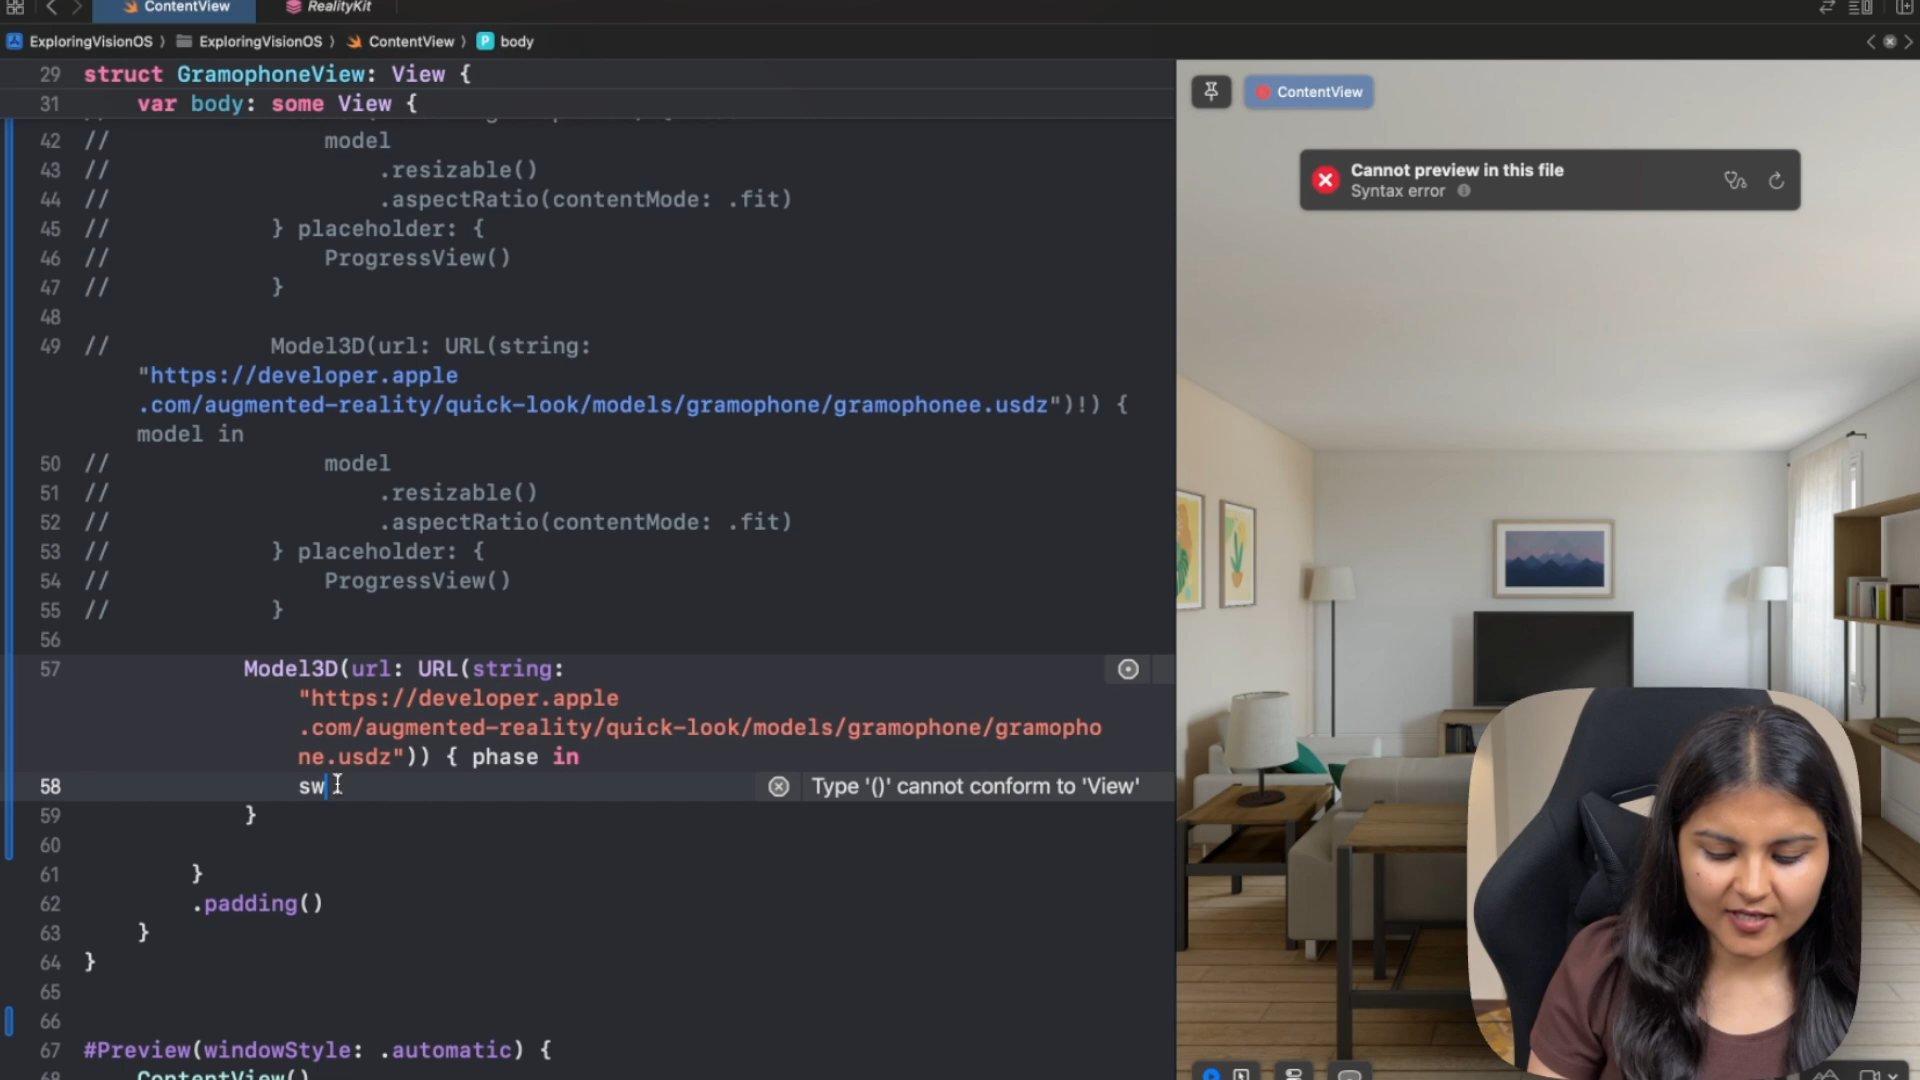 ContentView
RealityKit
ExploringVisionOS
ExploringVisionOS
ContentView
P body
29 struct GramophoneView: View {
31 var body: some View {
42 // model
43 // .resizable()
44 // .aspectRatio(contentMode: .fit)
45 // } placeholder: {
46 // ProgressView()
47 // }
48
49 // Model3D(url: URL(string:
"https://developer.apple
.com/augmented-reality/quick-look/models/gramophone/gramophonee.usdz")!) {
model in
50 // model
51 // .resizable()
52 // .aspectRatio(contentMode: .fit)
53 // } placeholder: {
54 // ProgressView()
55 // }
56
57 Model3D(url: URL(string:
"https://developer.apple
.com/augmented-reality/quick-look/models/gramophone/gramopho
ne.usdz")) { phase in
58 sw
Type '()' cannot conform to 'View'
59 }
60
61 }
62 .padding()
63 }
64 }
65
66
67 #Preview(windowStyle: .automatic) {
68 ContentView()
ContentView
Cannot preview in this file
Syntax error